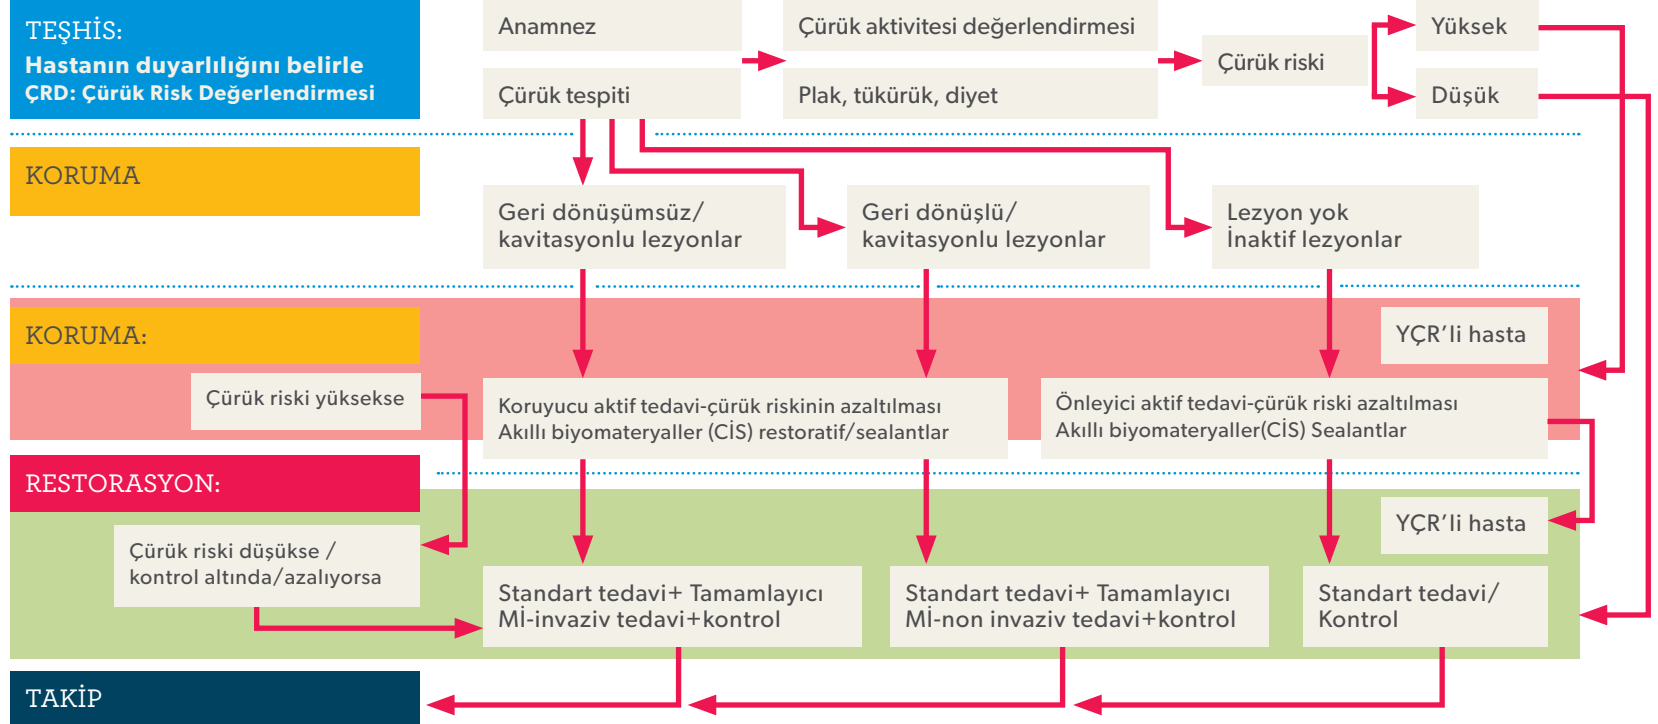 TEŞHİS:
Hastanın duyarlılığını belirle
ÇRD: Çürük Risk Değerlendirmesi
Anamnez
Çürük tespiti
Çürük aktivitesi değerlendirmesi
Plak, tükürük, diyet
Çürük riski
Yüksek
Düşük
KORUMA
Geri dönüşümsüz/
kavitasyonlu lezyonlar
Geri dönüşlü/
kavitasyonlu lezyonlar
Lezyon yok
İnaktif lezyonlar
KORUMA:
YÇR'li hasta
Çürük riski yüksekse
Koruyucu aktif tedavi-çürük riskinin azaltılması
Akıllı biyomateryaller (CİS) restoratif/sealantlar
Önleyici aktif tedavi-çürük riski azaltılması
Akıllı biyomateryaller(CİS) Sealantlar
RESTORASYON:
YÇR'li hasta
Çürük riski düşükse /
kontrol altında/azalıyorsa
Standart tedavi+ Tamamlayıcı
Mİ-invaziv tedavi+kontrol
Standart tedavi+ Tamamlayıcı
Mİ-non invaziv tedavi+kontrol
Standart tedavi/
Kontrol
TAKİP